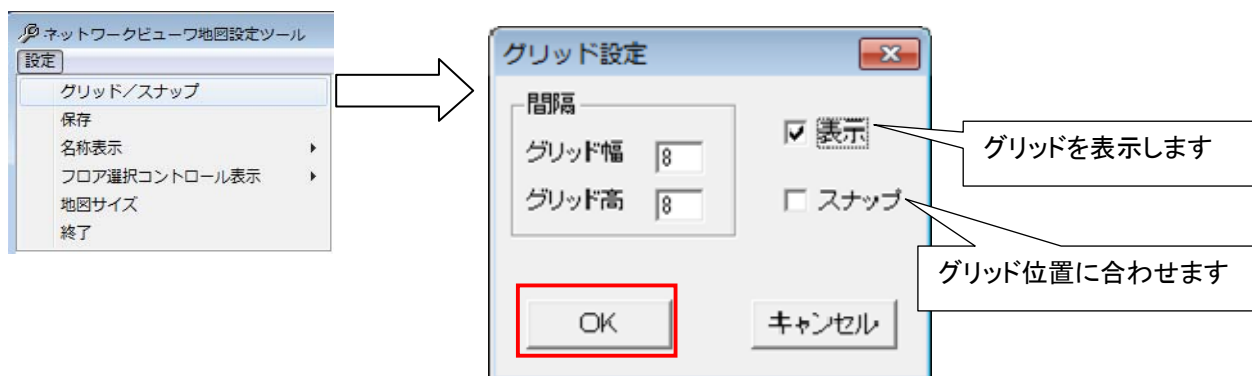 ネットワークビューワ地図設定ツール
設定
グリッド／スナップ
保存
名称表示
フロア選択コントロール表示
地図サイズ
終了
グリッド設定
間隔
グリッド幅 8
グリッド高 8
表示
スナップ
OK
キャンセル
グリッドを表示します
グリッド位置に合わせます